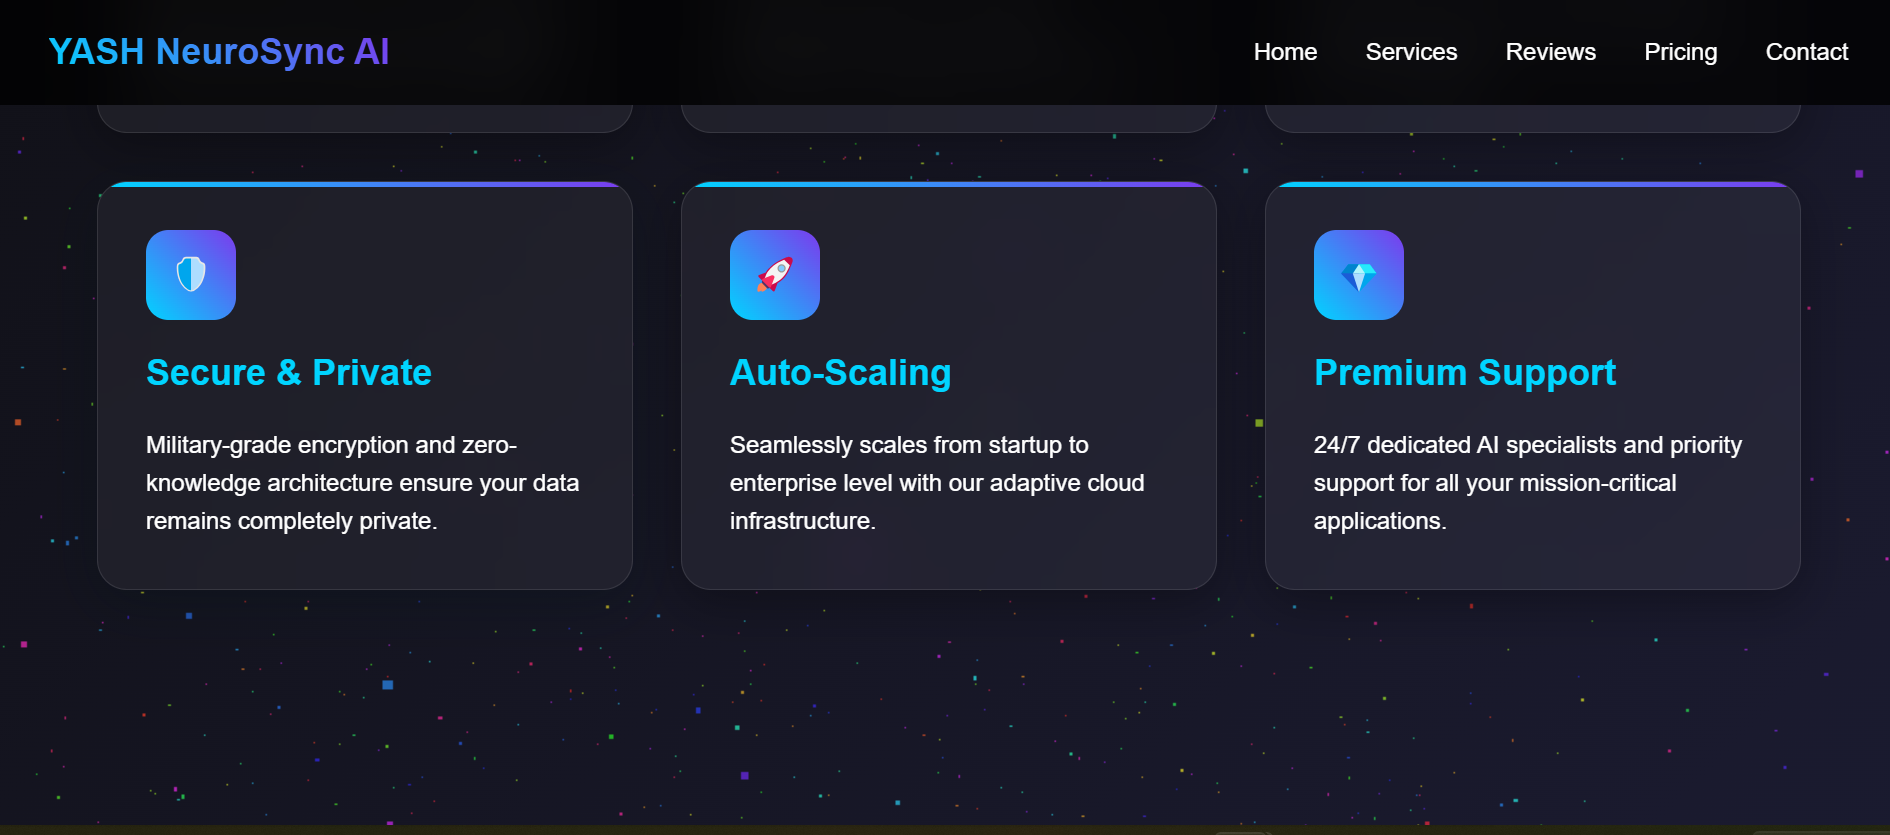 YASH NeuroSync AI
Home Services Reviews Pricing Contact
Secure & Private
Military-grade encryption and zero-
knowledge architecture ensure your data
remains completely private.
Auto-Scaling
Seamlessly scales from startup to
enterprise level with our adaptive cloud
infrastructure.
Premium Support
24/7 dedicated AI specialists and priority
support for all your mission-critical
applications.